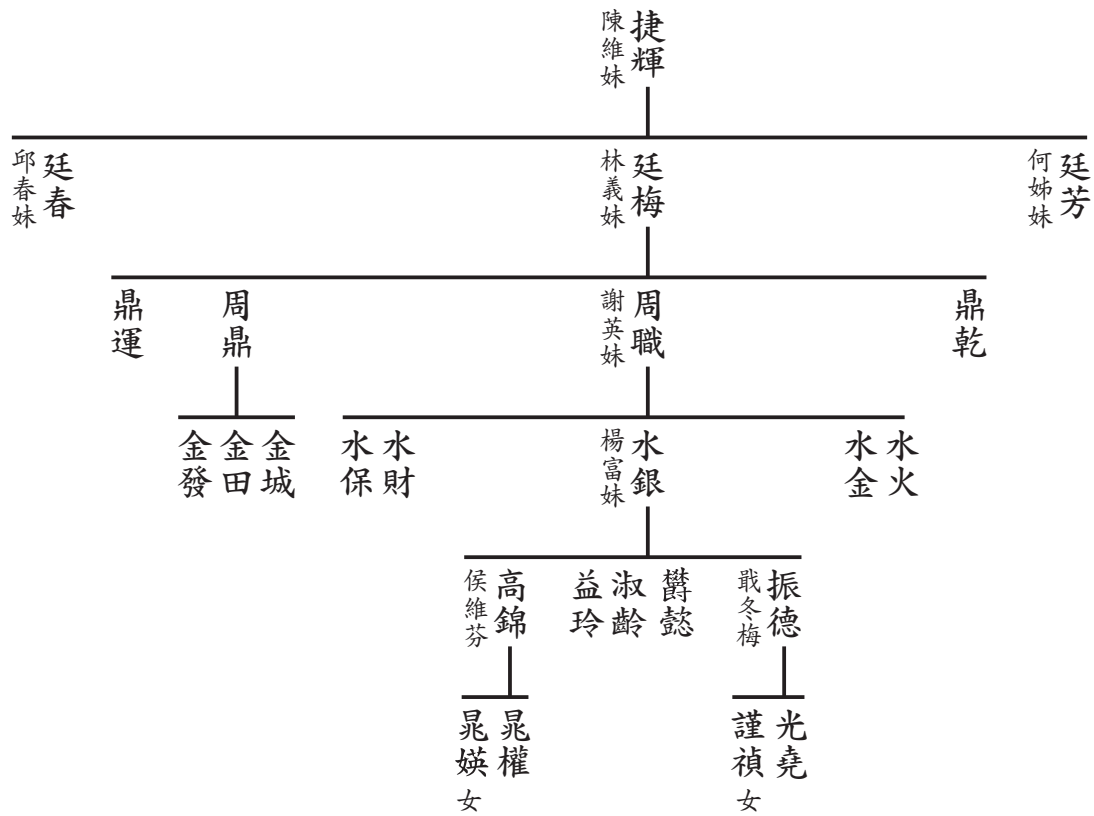 捷輝
陳維妹
廷芳
何姊妹
廷梅
林義妹
廷春
邱春妹
鼎乾
周職
謝英妹
周鼎
鼎運
水火
水金
水銀
楊富妹
水財
水保
金城
金田
金發
振德
戢冬梅
欎懿
淑齡
益玲
高錦
侯維芬
光堯
謹禎
女
晁權
晁媖
女